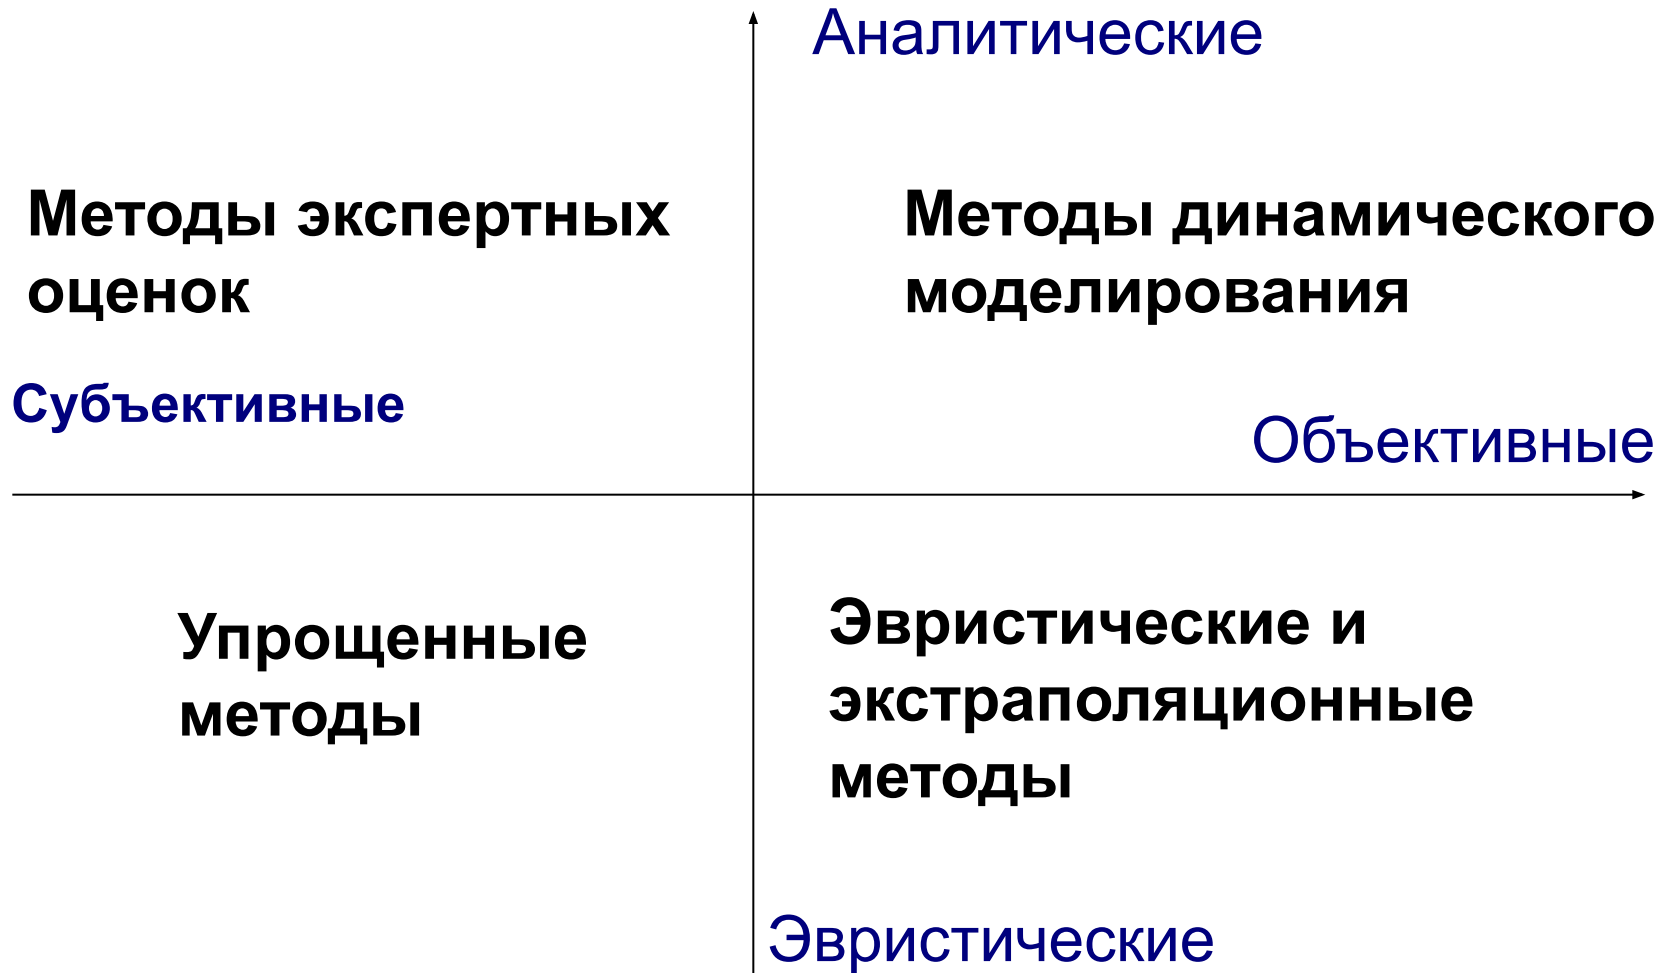 Аналитические
Методы экспертных
оценок
Методы динамического
моделирования
Субъективные
Объективные
Упрощенные
методы
Эвристические и
экстраполяционные
методы
Эвристические